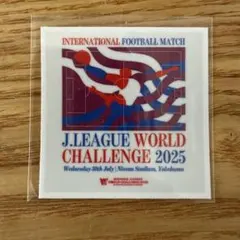 INTERNATIONAL FOOTBALL MATCH
J.LEAGUE WORLD
CHALLENGE 2025
Wednesday 30th July | Nissan Stadium, Yokohama